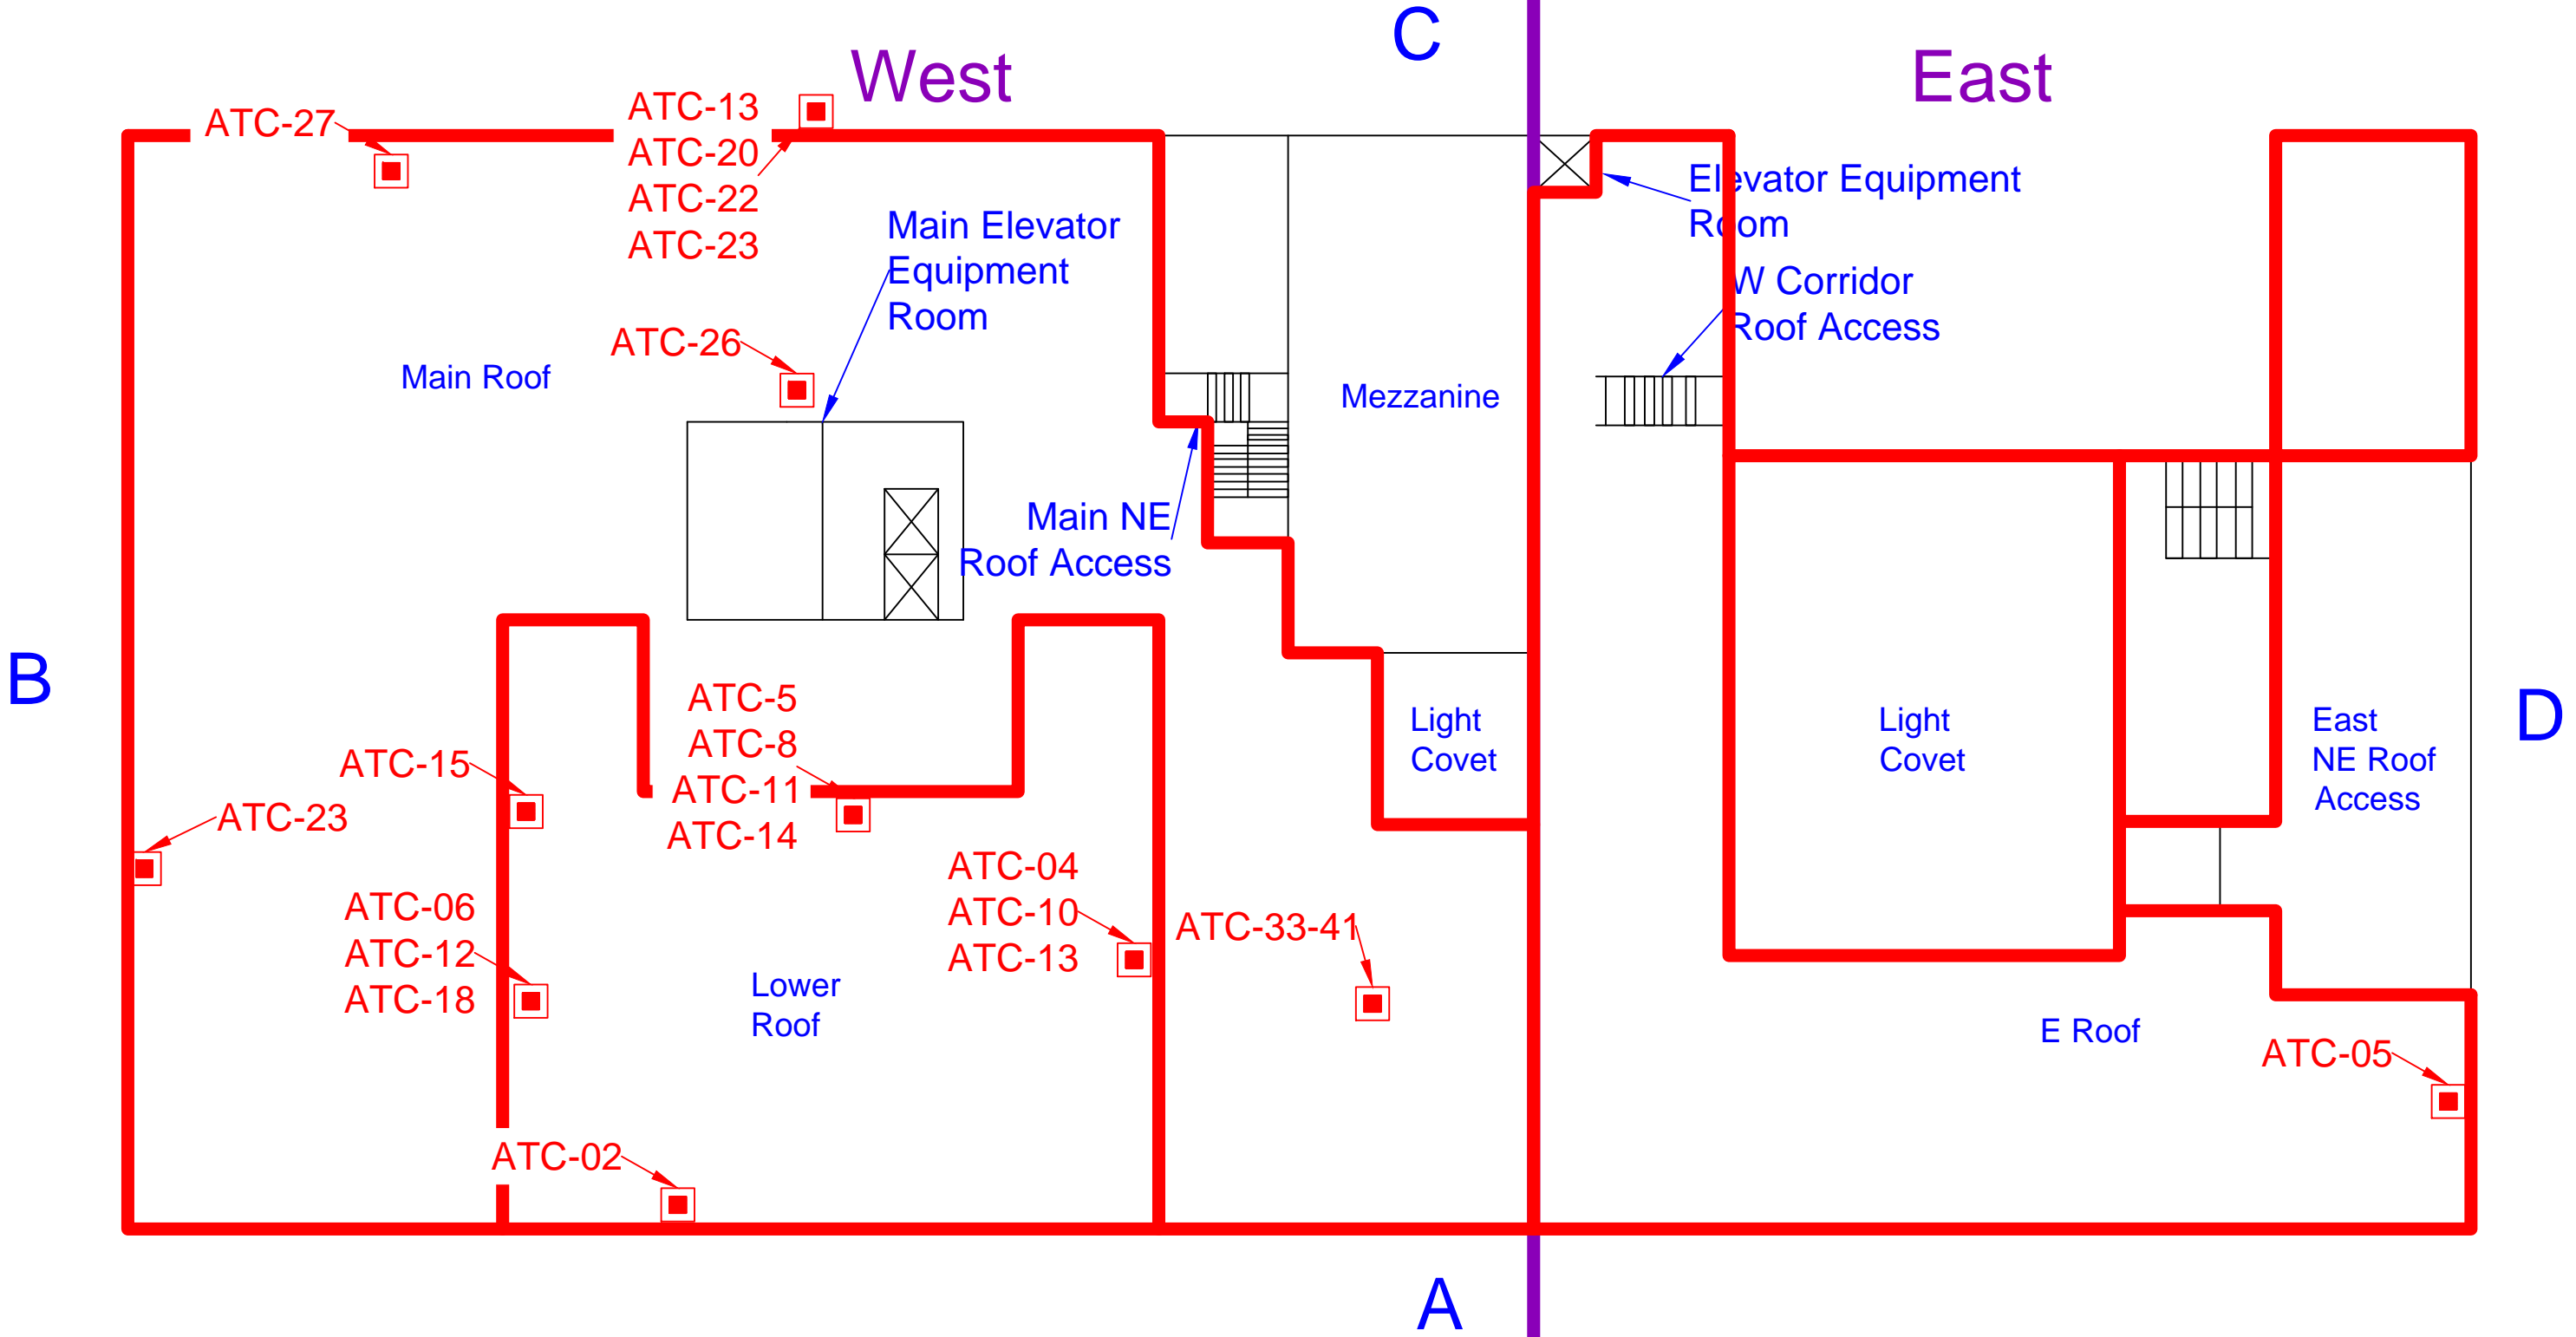 C
West
East
ATC-27
ATC-13
ATC-20
ATC-22
ATC-23
Elevator Equipment
Room
Main Elevator
Equipment
Room
W Corridor
Roof Access
ATC-26
Main Roof
Mezzanine
Main NE
Roof Access
B
D
ATC-5
ATC-8
ATC-11
ATC-14
Light
Covet
Light
Covet
East
NE Roof
Access
ATC-15
ATC-23
ATC-06
ATC-12
ATC-18
ATC-04
ATC-10
ATC-13
ATC-33-41
Lower
Roof
E Roof
ATC-05
ATC-02
A